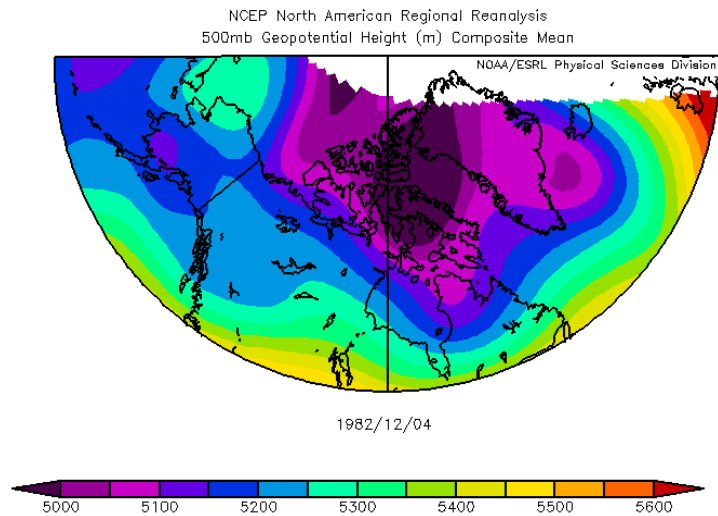 NCEP North American Regional Reanalysis
500mb Geopotential Height (m) Composite Mean
NOAA/ESRL Physical Sciences Division
1982/12/04
5000 5100 5200 5300 5400 5500 5600